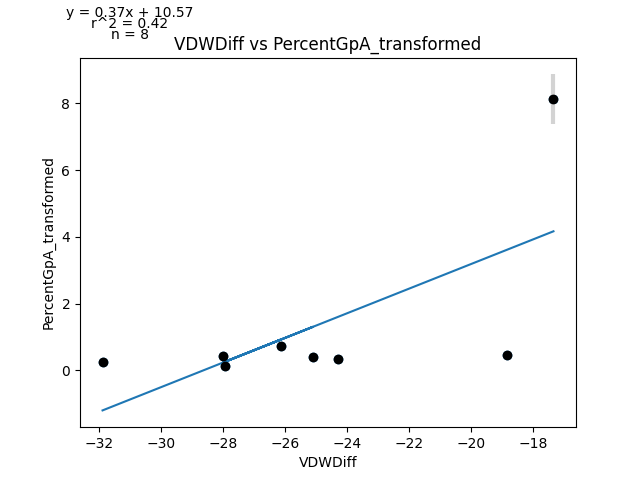 y = 0.37x + 10.57
r^2 = 0.42
n = 8
VDWDiff vs PercentGpA_transformed
PercentGpA_transformed
8
6
4
2
0
−32 −30 −28 −26 −24 −22 −20 −18
VDWDiff